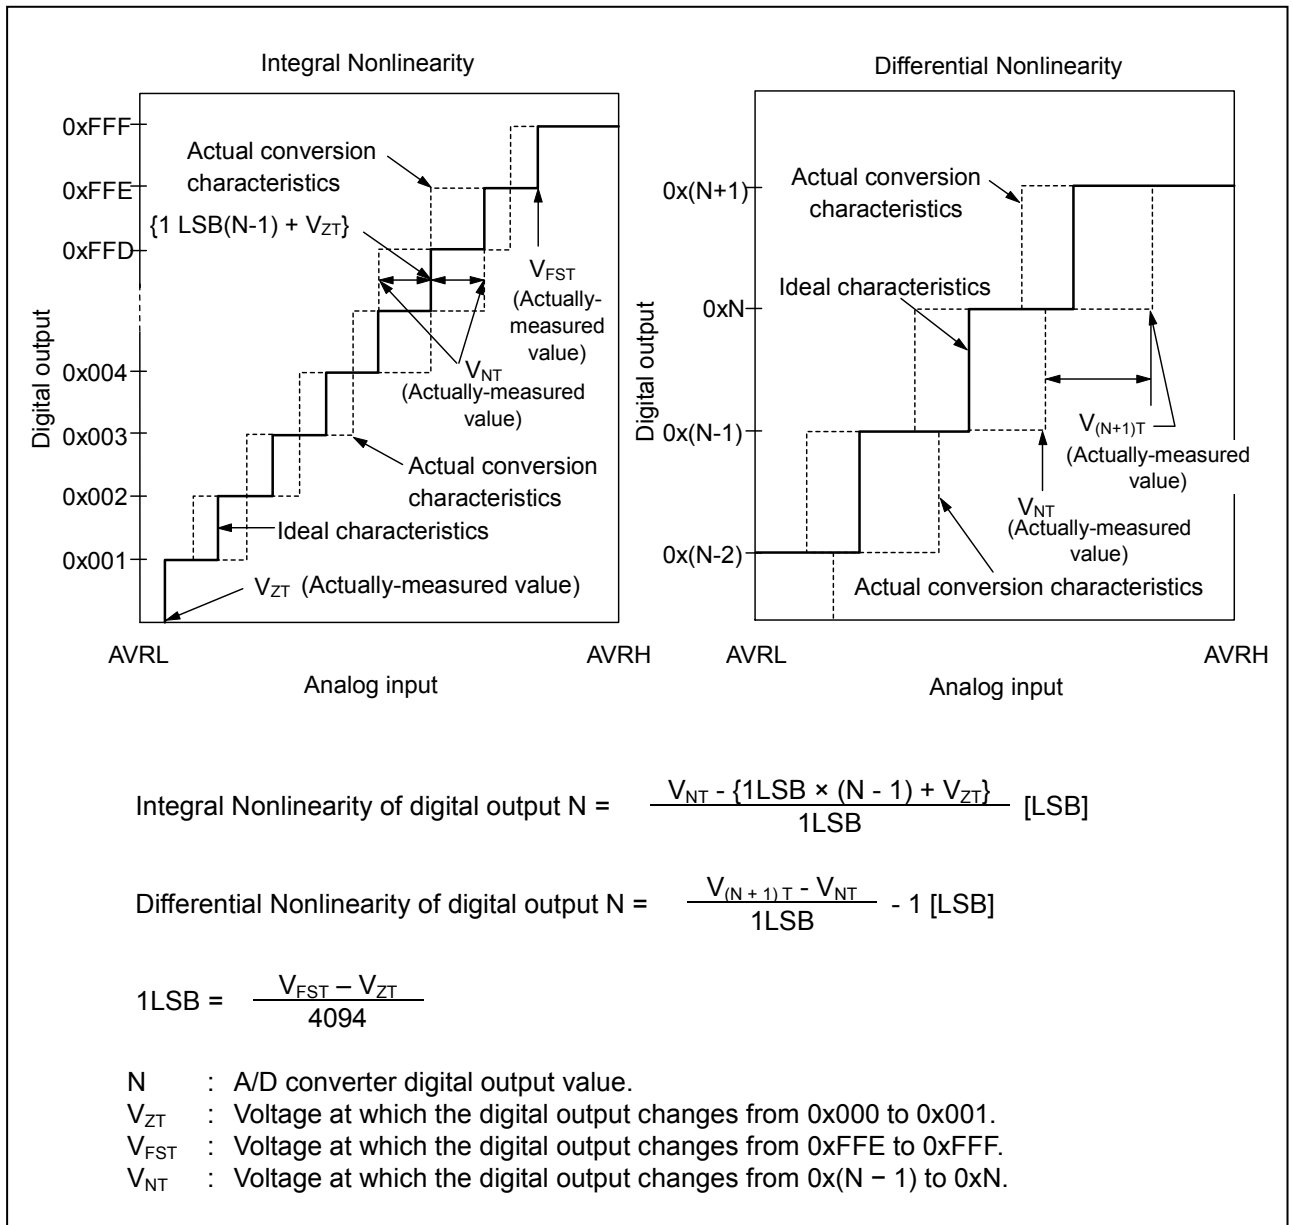 Integral Nonlinearity
Digital output
0xFFF
0xFFE
0xFFD
0x004
0x003
0x002
0x001
Actual conversion
characteristics
{1 LSB(N-1) + VZT}
VFST
(Actually-
measured
value)
VNT
(Actually-measured
value)
Actual conversion
characteristics
Ideal characteristics
VZT (Actually-measured value)
AVRL
AVRH
Analog input
Differential Nonlinearity
Digital output
0x(N+1)
0xN
0x(N-1)
0x(N-2)
Actual conversion
characteristics
Ideal characteristics
V(N+1)T
(Actually-measured
value)
VNT
(Actually-measured
value)
Actual conversion characteristics
AVRL
AVRH
Analog input
Integral Nonlinearity of digital output N =
VNT - {1LSB × (N - 1) + VZT}
1LSB
[LSB]
Differential Nonlinearity of digital output N =
V(N + 1) T - VNT
1LSB
- 1 [LSB]
1LSB =
VFST – VZT
4094
N : A/D converter digital output value.
VZT : Voltage at which the digital output changes from 0x000 to 0x001.
VFST : Voltage at which the digital output changes from 0xFFE to 0xFFF.
VNT : Voltage at which the digital output changes from 0x(N − 1) to 0xN.